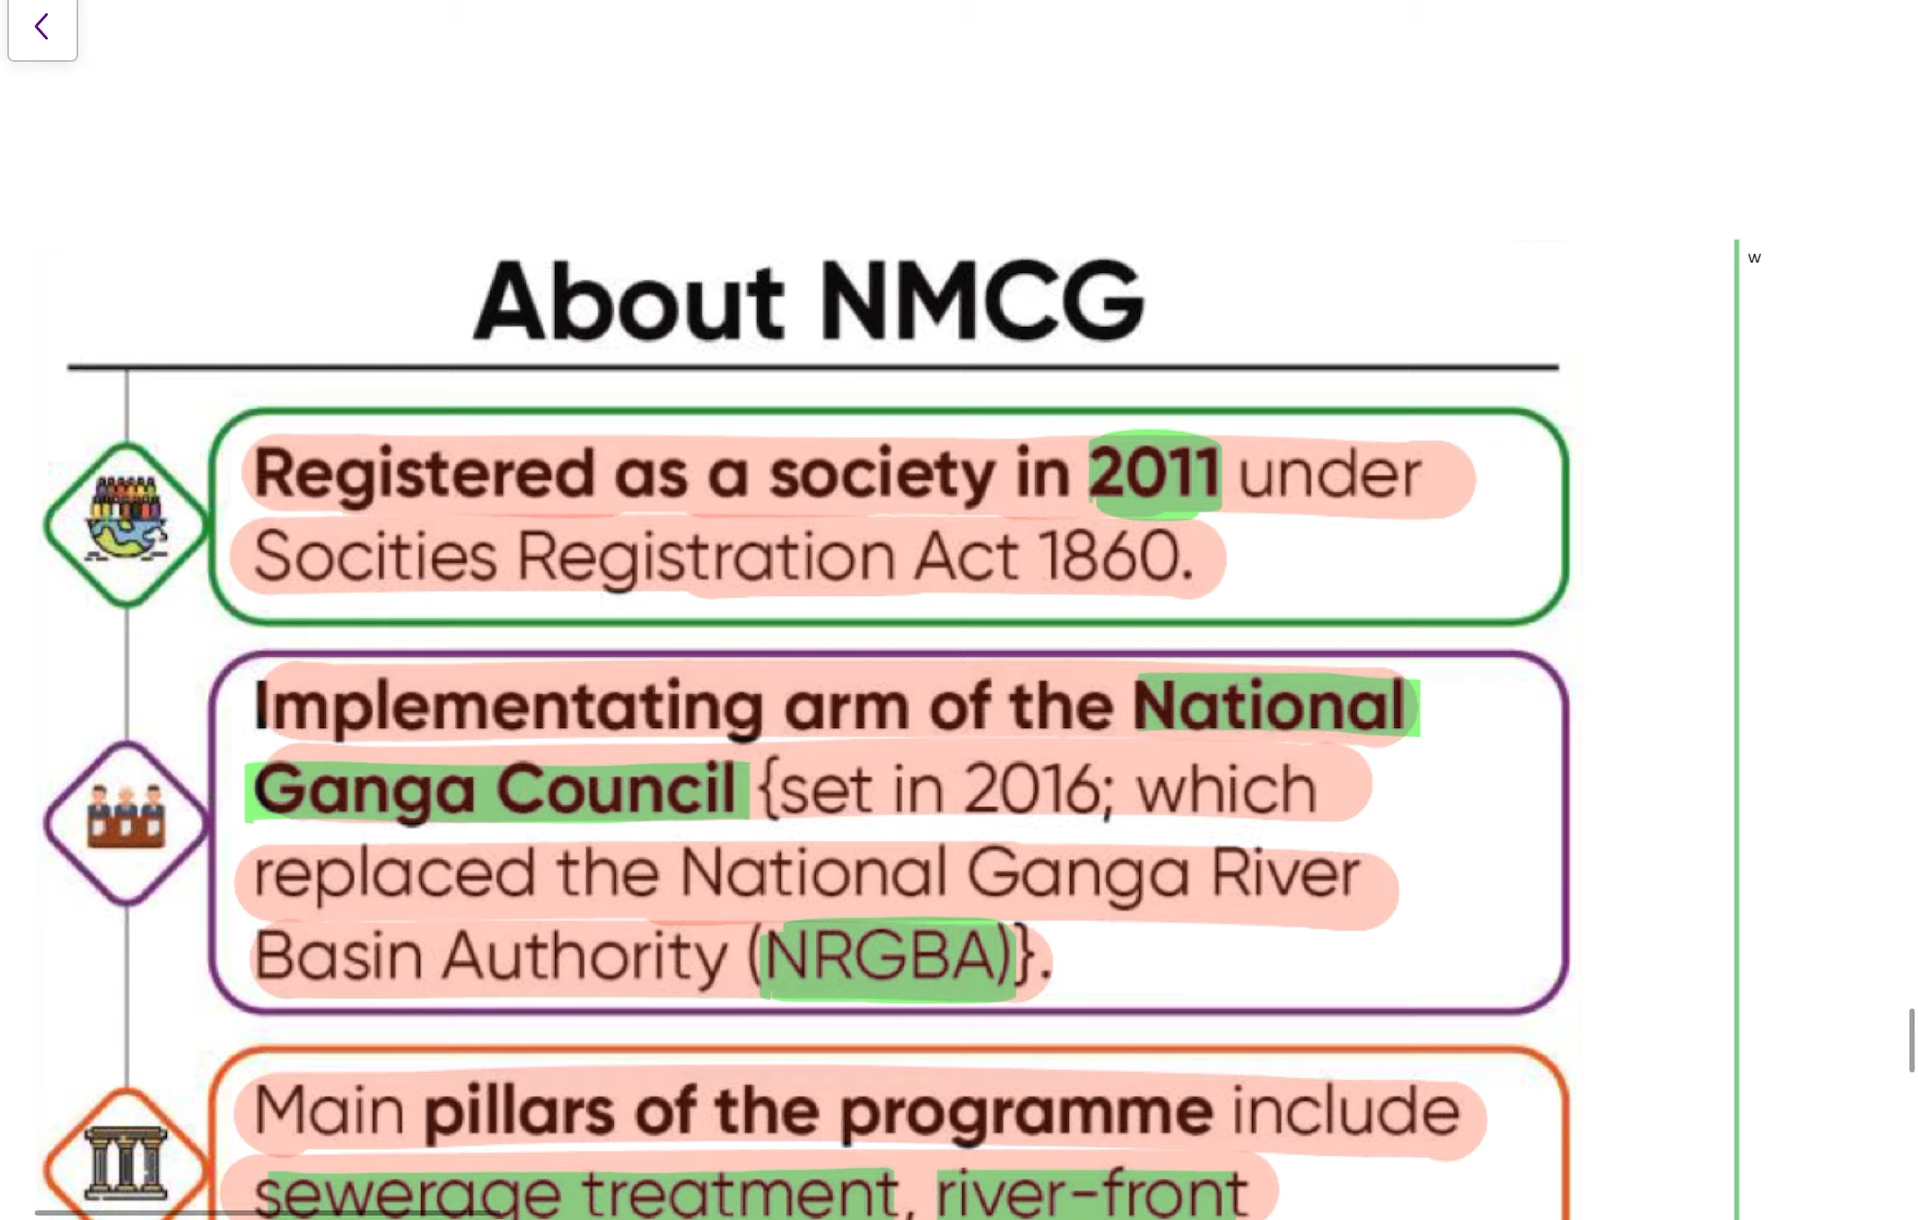 About NMCG
w
Registered as a society in 2011 under
Socities Registration Act 1860.
Implementating arm of the National
Ganga Council {set in 2016; which
replaced the National Ganga River
Basin Authority (NRGBA)}.
Main pillars of the programme include
sewerage treatment, river-front